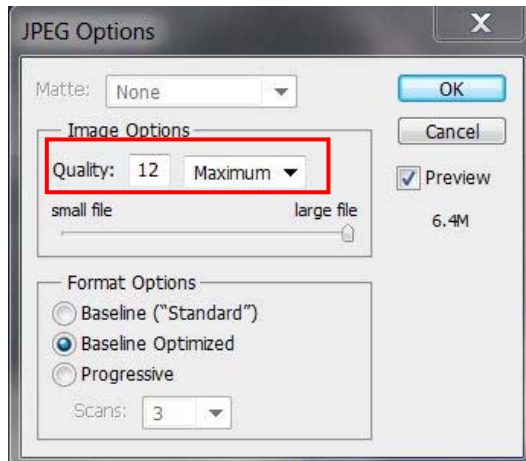 JPEG Options X
Matte: None
OK
Image Options
Cancel
Quality: 12 Maximum
Preview
small file large file
6.4M
Format Options
Baseline ("Standard")
Baseline Optimized
Progressive
Scans: 3